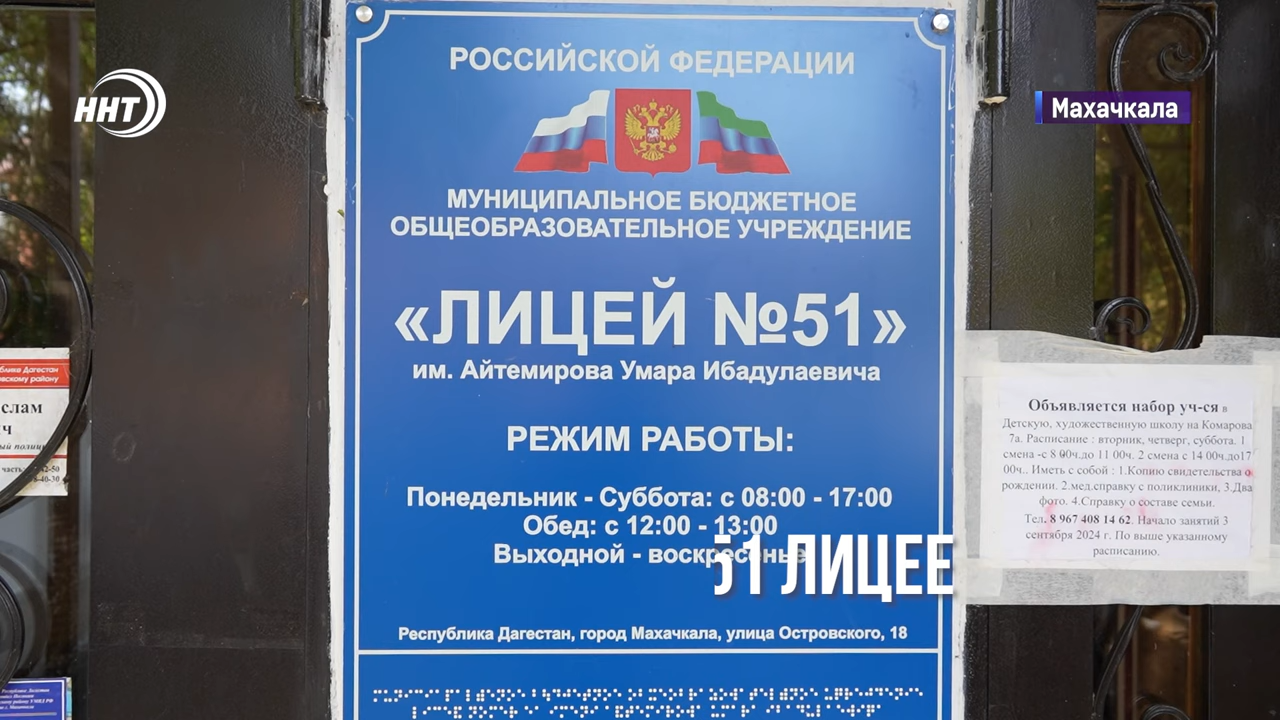 ННТ
Махачкала
РОССИЙСКОЙ ФЕДЕРАЦИИ
МУНИЦИПАЛЬНОЕ БЮДЖЕТНОЕ
ОБЩЕОБРАЗОВАТЕЛЬНОЕ УЧРЕЖДЕНИЕ
«ЛИЦЕЙ №51»
им. Айтемирова Умара Ибадулаевича
РЕЖИМ РАБОТЫ:
Понедельник - Суббота: с 08:00 - 17:00
Обед: с 12:00 - 13:00
Выходной - воскресенье
51 ЛИЦЕЕ
Республика Дагестан, город Махачкала, улица Островского, 18
Объявляется набор уч-ся в
Детскую, художественную школу на Комарова
7а. Расписание : вторник, четверг, суббота. 1
смена -с 8 00ч.до 11 00ч. 2 смена с 14 00ч.до17
00ч.. Иметь с собой : 1.Копию свидетельства о
рождении. 2.мед.справку с поликлиники, 3.Два
фото. 4.Справку о составе семьи.
Тел. 8 967 408 14 62. Начало занятий 3
сентября 2024 г. По выше указанному
расписанию.
Дагестан
району